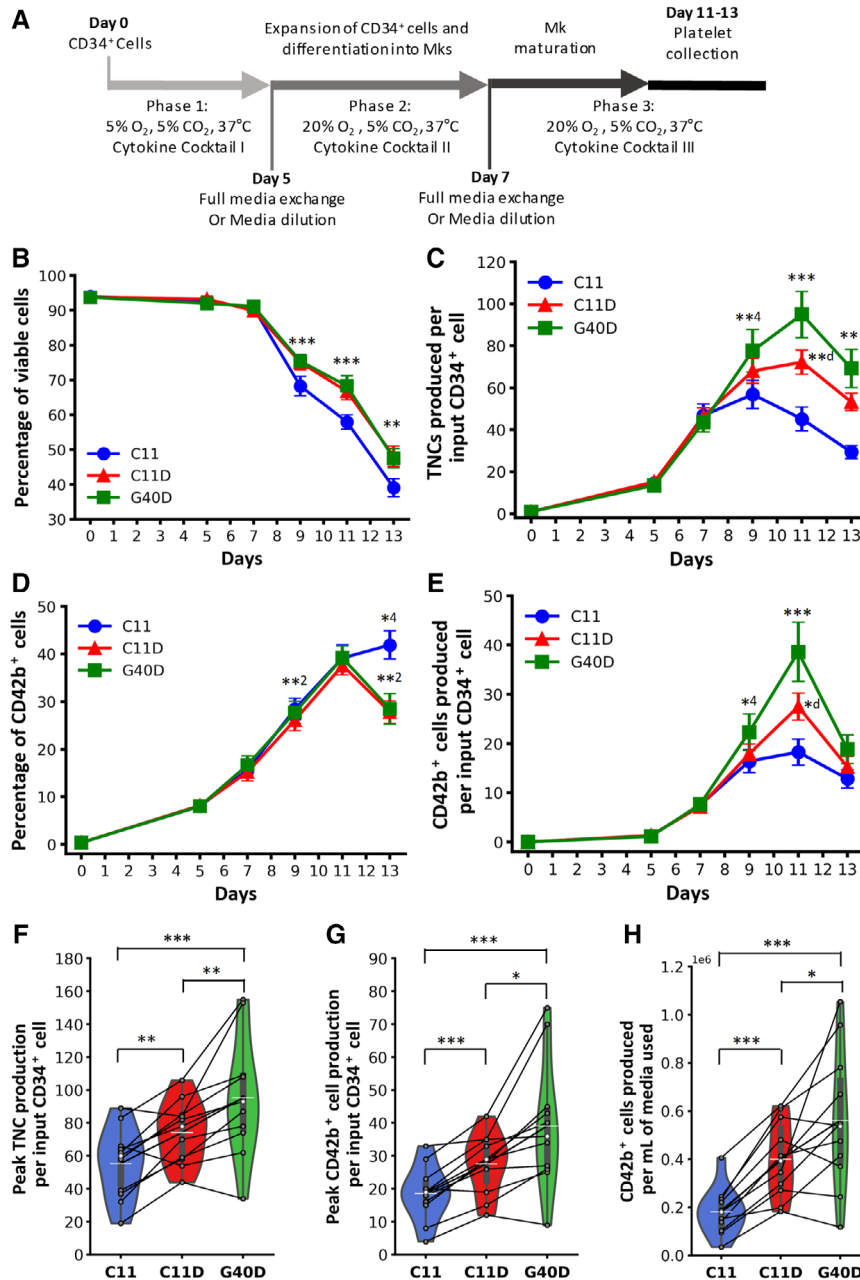 A
Day 0
CD34⁺Cells
Expansion of CD34⁺ cells and
differentiation into Mks
Mk
maturation
Day 11-13
Platelet
collection
Phase 1:
5% O₂, 5% CO₂, 37°C
Cytokine Cocktail I
Phase 2:
20% O₂ , 5% CO₂, 37°C
Cytokine Cocktail II
Phase 3:
20% O₂, 5% CO₂, 37°C
Cytokine Cocktail III
Day 5
Full media exchange
Or Media dilution
Day 7
Full media exchange
Or Media dilution
B
Percentage of viable cells
100
90
80
70
60
50
40
30
***
***
**
C11
C11D
G40D
0 1 2 3 4 5 6 7 8 9 10 11 12 13
Days
C
TNCs produced per
input CD34⁺ cell
120
100
80
60
40
20
0
C11
C11D
G40D
**4
***
**d
**
0 1 2 3 4 5 6 7 8 9 10 11 12 13
Days
D
Percentage of CD42b⁺ cells
50
40
30
20
10
0
C11
C11D
G40D
**2
*4
**2
0 1 2 3 4 5 6 7 8 9 10 11 12 13
Days
E
CD42b⁺ cells produced
per input CD34⁺ cell
50
40
30
20
10
0
C11
C11D
G40D
*4
***
*d
0 1 2 3 4 5 6 7 8 9 10 11 12 13
Days
F
Peak TNC production
per input CD34⁺ cell
180
160
140
120
100
80
60
40
20
0
***
**
**
C11 C11D G40D
G
Peak CD42b⁺ cell production
per input CD34⁺ cell
90
80
70
60
50
40
30
20
10
0
***
*
***
C11 C11D G40D
H
CD42b⁺ cells produced
per mL of media used
1e6
1.2
1.0
0.8
0.6
0.4
0.2
0.0
***
*
***
C11 C11D G40D